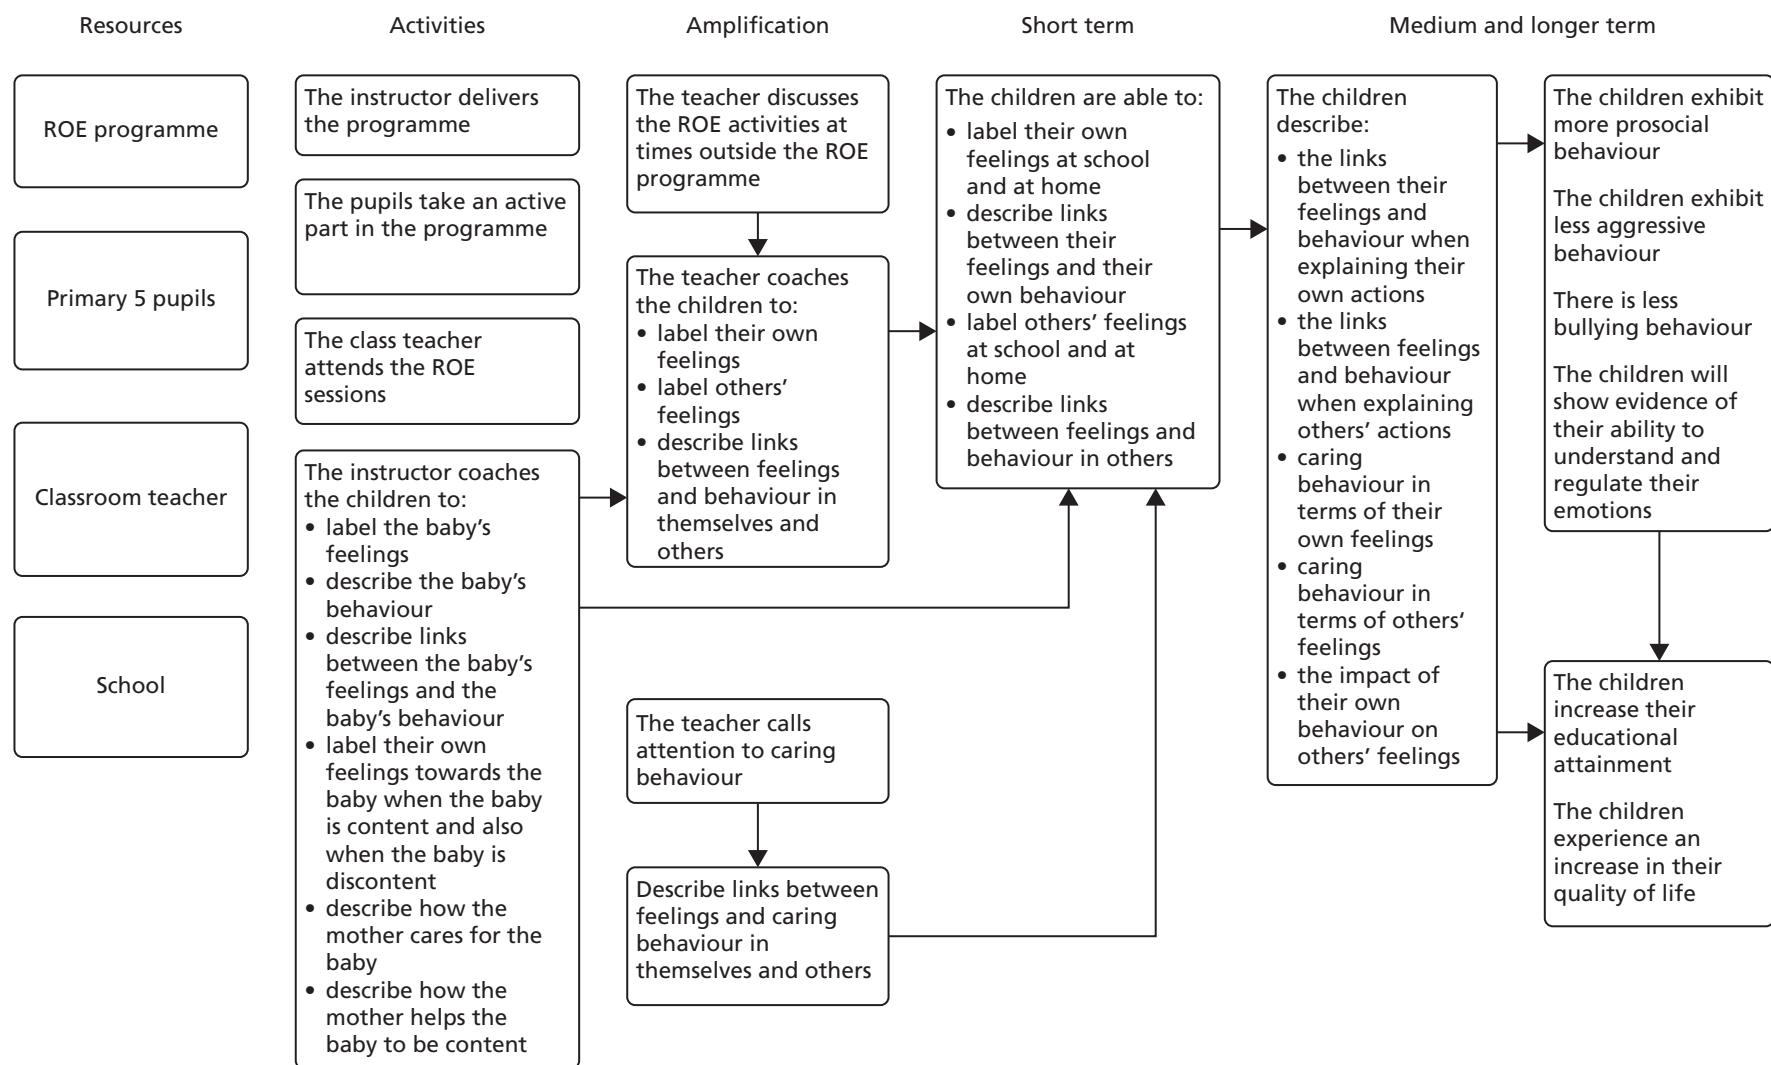 Resources
Activities
Amplification
Short term
Medium and longer term
ROE programme
Primary 5 pupils
Classroom teacher
School
The instructor delivers
the programme
The pupils take an active
part in the programme
The class teacher
attends the ROE
sessions
The instructor coaches
the children to:
• label the baby’s
feelings
• describe the baby’s
behaviour
• describe links
between the baby’s
feelings and the
baby’s behaviour
• label their own
feelings towards the
baby when the baby
is content and also
when the baby is
discontent
• describe how the
mother cares for the
baby
• describe how the
mother helps the
baby to be content
The teacher discusses
the ROE activities at
times outside the ROE
programme
The teacher coaches
the children to:
• label their own
feelings
• label others’
feelings
• describe links
between feelings
and behaviour in
themselves and
others
The teacher calls
attention to caring
behaviour
Describe links between
feelings and caring
behaviour in
themselves and others
The children are able to:
• label their own
feelings at school
and at home
• describe links
between their
feelings and their
own behaviour
• label others’ feelings
at school and at
home
• describe links
between feelings and
behaviour in others
The children
describe:
• the links
between their
feelings and
behaviour when
explaining their
own actions
• the links
between feelings
and behaviour
when explaining
others’ actions
• caring
behaviour in
terms of their
own feelings
• caring
behaviour in
terms of others’
feelings
• the impact of
their own
behaviour on
others’ feelings
The children exhibit
more prosocial
behaviour
The children exhibit
less aggressive
behaviour
There is less
bullying behaviour
The children will
show evidence of
their ability to
understand and
regulate their
emotions
The children
increase their
educational
attainment
The children
experience an
increase in their
quality of life